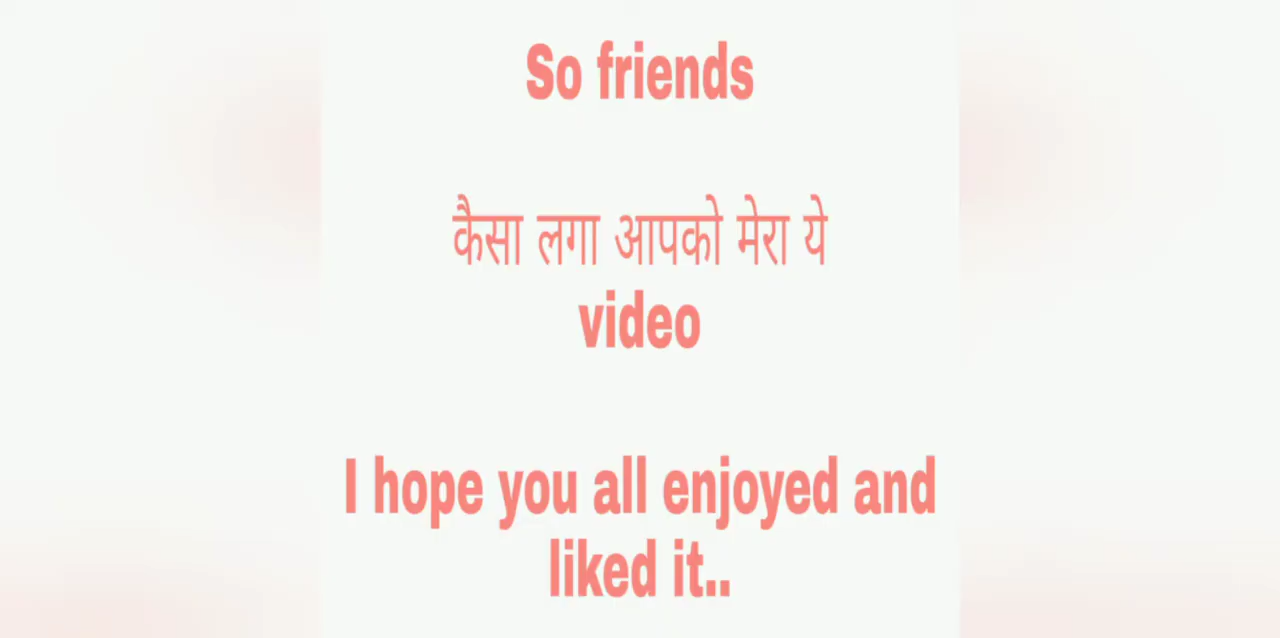 So friends
कैसा लगा आपको मेरा ये
video
I hope you all enjoyed and
liked it..